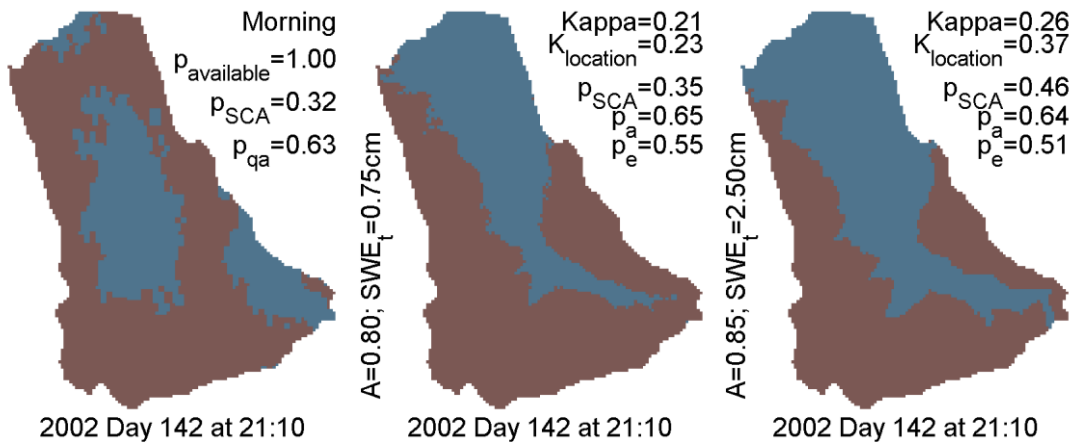 Morning
p_available=1.00
p_SCA=0.32
p_qa=0.63
2002 Day 142 at 21:10
A=0.80; SWE_t=0.75cm
Kappa=0.21
K_location=0.23
p_SCA=0.35
p_a=0.65
p_e=0.55
2002 Day 142 at 21:10
A=0.85; SWE_t=2.50cm
Kappa=0.26
K_location=0.37
p_SCA=0.46
p_a=0.64
p_e=0.51
2002 Day 142 at 21:10